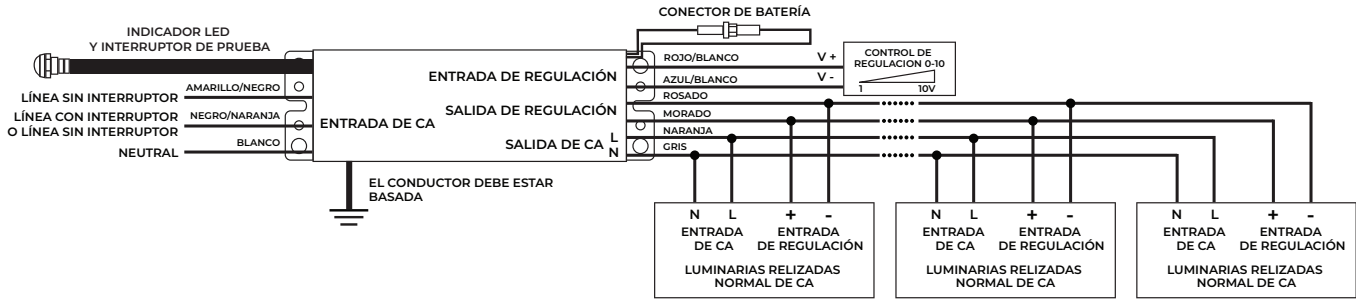 CONECTOR DE BATERÍA
INDICADOR LED
Y INTERRUPTOR DE PRUEBA
ROJO/BLANCO
V +
CONTROL DE
REGULACION 0-10
1
10V
ENTRADA DE REGULACIÓN
AZUL/BLANCO
V -
AMARILLO/NEGRO
LÍNEA SIN INTERRUPTOR
SALIDA DE REGULACIÓN
ROSADO
LÍNEA CON INTERRUPTOR
O LÍNEA SIN INTERRUPTOR
NEGRO/NARANJA
ENTRADA DE CA
MORADO
NARANJA
SALIDA DE CA
L
N
GRIS
NEUTRAL
BLANCO
EL CONDUCTOR DEBE ESTAR
BASADA
N L + -
ENTRADA
DE CA
ENTRADA
DE REGULACIÓN
LUMINARIAS RELIZADAS
NORMAL DE CA
N L + -
ENTRADA
DE CA
ENTRADA
DE REGULACIÓN
LUMINARIAS RELIZADAS
NORMAL DE CA
N L + -
ENTRADA
DE CA
ENTRADA
DE REGULACIÓN
LUMINARIAS RELIZADAS
NORMAL DE CA